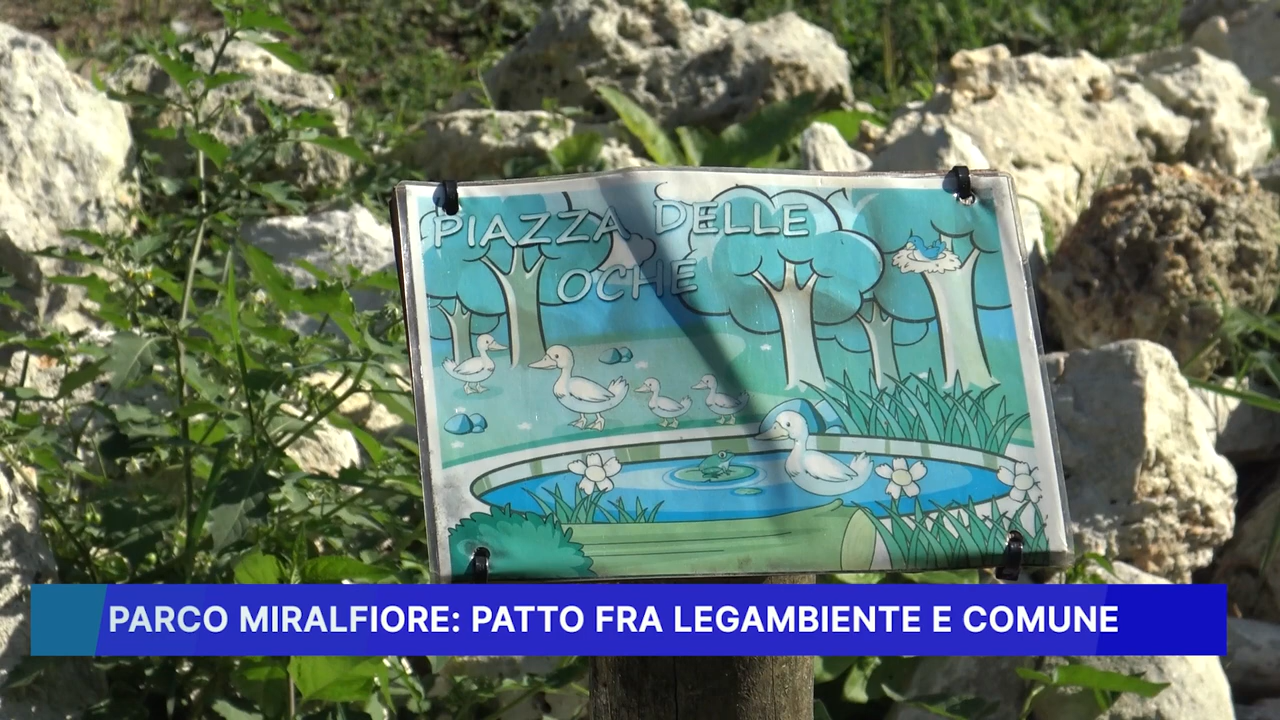 PIAZZA DELLE
OCHE
PARCO MIRALFIORE: PATTO FRA LEGAMBIENTE E COMUNE